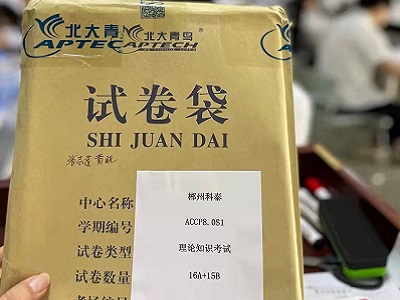 北大青鸟
APTECH
北大青鸟
APTECH
试卷袋
SHI JUAN DAI
中心名称 郴州科泰
学期编号 ACCP8.0S1
试卷类型 理论知识考试
试卷数量 16A+15B